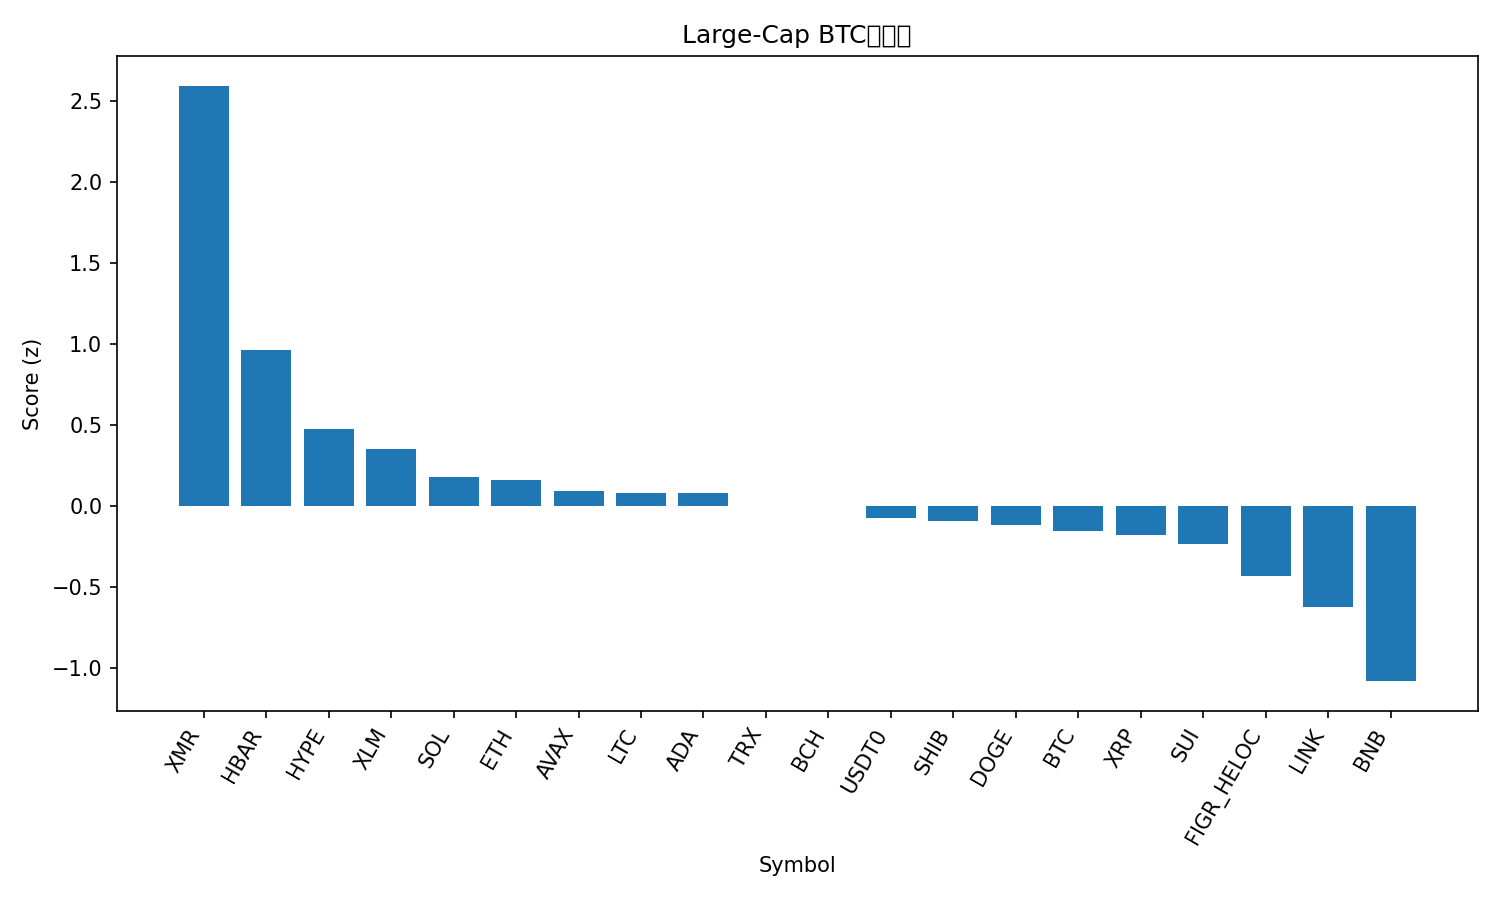 Large-Cap BTC
Score (z)
2.5
2.0
1.5
1.0
0.5
0.0
−0.5
−1.0
XMR
HBAR
HYPE
XLM
SOL
ETH
AVAX
LTC
ADA
TRX
BCH
USDT0
SHIB
DOGE
BTC
XRP
SUI
FIGR_HELOC
LINK
BNB
Symbol